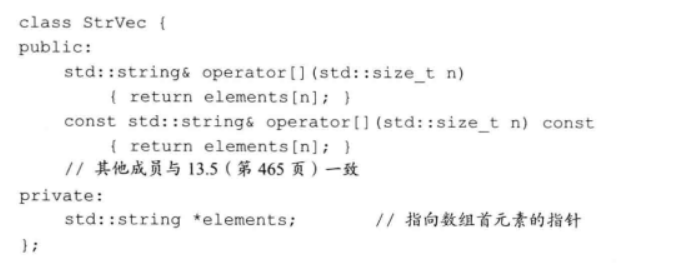 class StrVec {
public:
    std::string& operator[](std::size_t n)
        { return elements[n]; }
    const std::string& operator[](std::size_t n) const
        { return elements[n]; }
    // 其他成员与 13.5（第 465 页）一致
private:
    std::string *elements;        // 指向数组首元素的指针
};